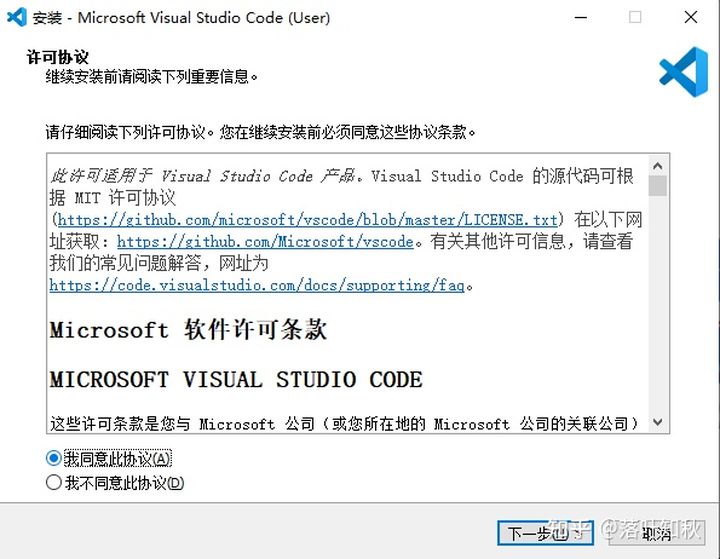 安装 - Microsoft Visual Studio Code (User)
许可协议
继续安装前请阅读下列重要信息。
请仔细阅读下列许可协议。您在继续安装前必须同意这些协议条款。
此许可适用于 Visual Studio Code 产品。Visual Studio Code 的源代码可根
据 MIT 许可协议
(https://github.com/microsoft/vscode/blob/master/LICENSE.txt) 在以下网
址获取：https://github.com/Microsoft/vscode。有关其他许可信息，请查看
我们的常见问题解答，网址为
https://code.visualstudio.com/docs/supporting/faq。
Microsoft 软件许可条款
MICROSOFT VISUAL STUDIO CODE
这些许可条款是您与 Microsoft 公司（或您所在地的 Microsoft 公司的关联公司）
我同意此协议(A)
我不同意此协议(D)
下一步(N) >
取消
知乎 @落叶知秋